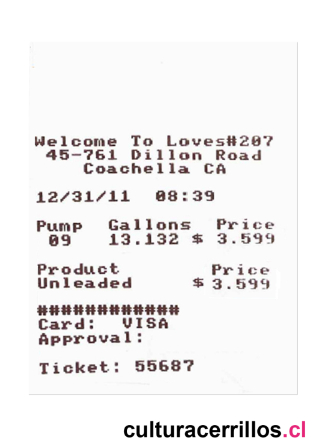 Welcome To Loves#207
45-761 Dillon Road
Coachella CA
12/31/11 08:39
Pump Gallons Price
09 13.132 $ 3.599
Product Price
Unleaded $ 3.599
############
Card: VISA
Approval:
Ticket: 55687
culturacerrillos.cl